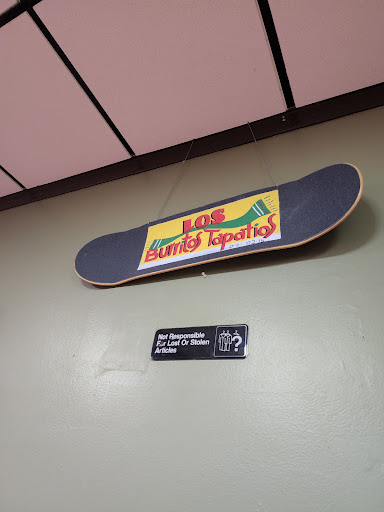 LOS
Burritos Tapatios
Not Responsible
For Lost Or Stolen
Articles
?